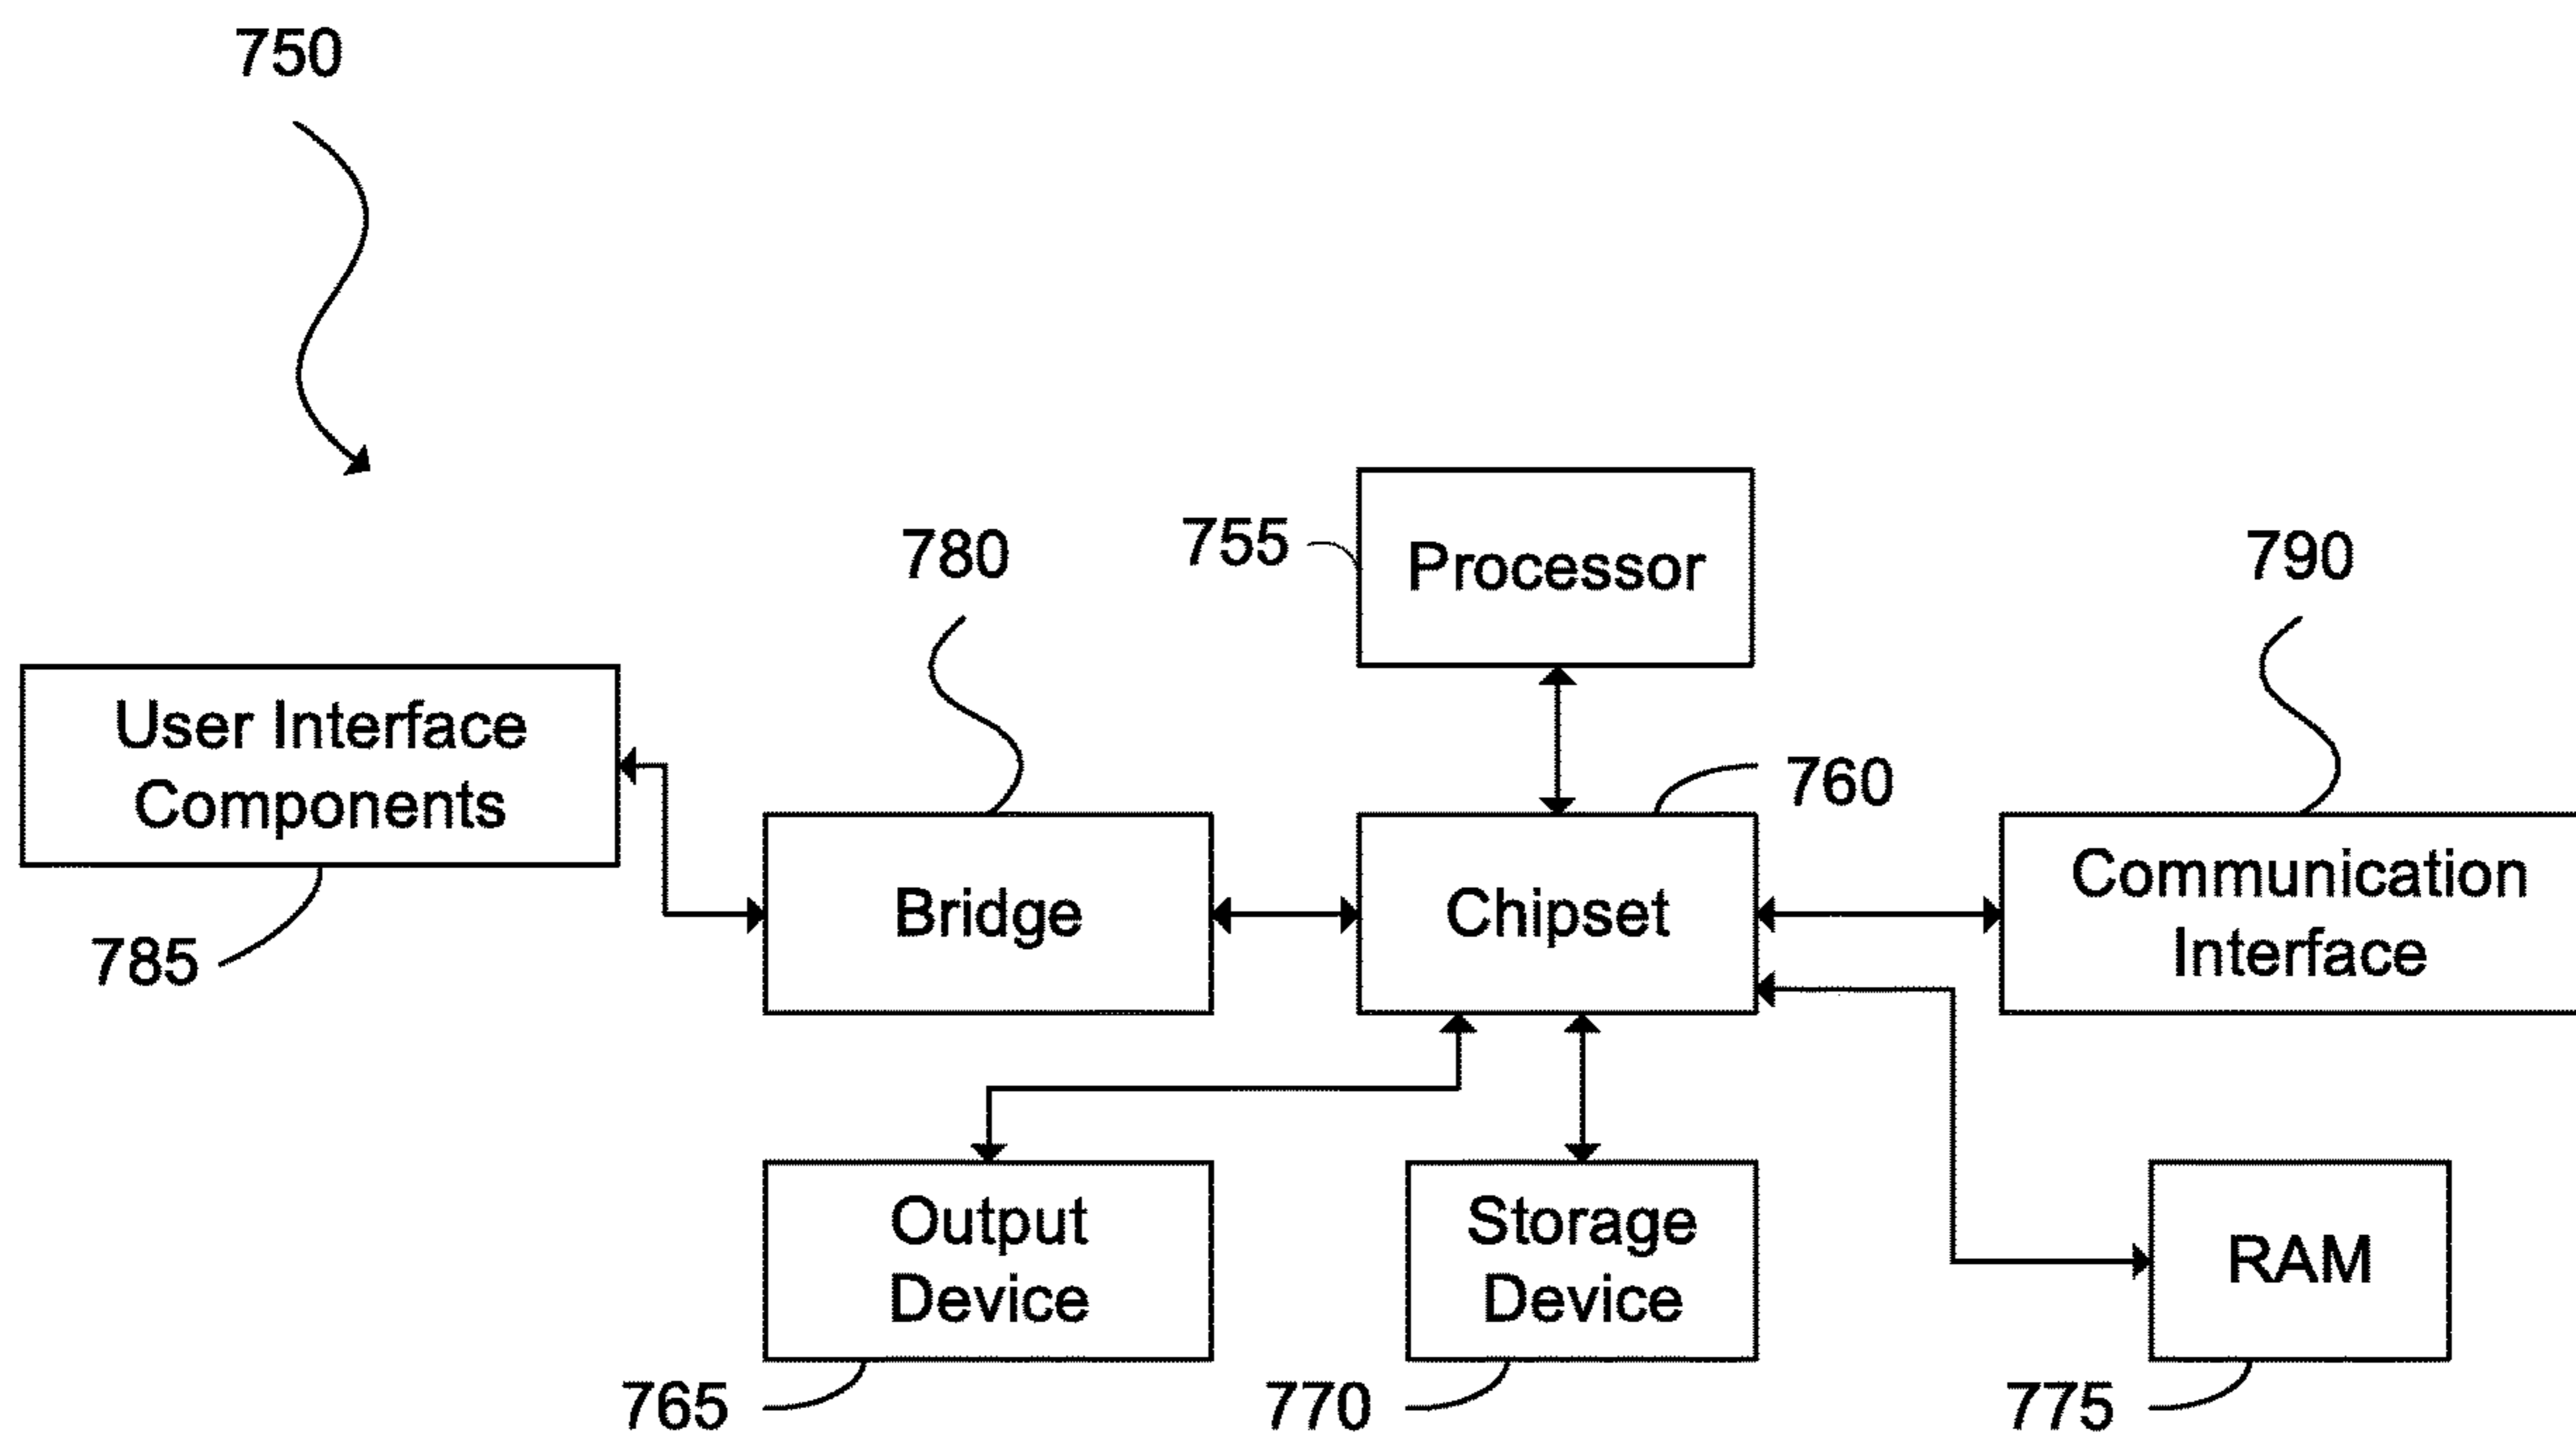 750
780
755
Processor
790
User Interface
Components
760
785
Bridge
Chipset
Communication
Interface
Output
Device
Storage
Device
RAM
765
770
775